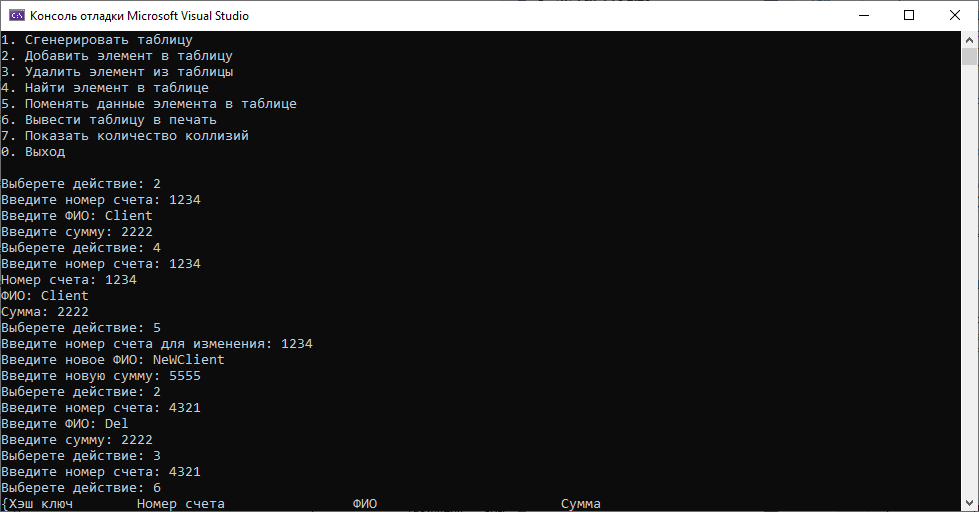 Консоль отладки Microsoft Visual Studio
1. Сгенерировать таблицу
2. Добавить элемент в таблицу
3. Удалить элемент из таблицы
4. Найти элемент в таблице
5. Поменять данные элемента в таблице
6. Вывести таблицу в печать
7. Показать количество коллизий
0. Выход
Выберете действие: 2
Введите номер счета: 1234
Введите ФИО: Client
Введите сумму: 2222
Выберете действие: 4
Введите номер счета: 1234
Номер счета: 1234
ФИО: Client
Сумма: 2222
Выберете действие: 5
Введите номер счета для изменения: 1234
Введите новое ФИО: NeWClient
Введите новую сумму: 5555
Выберете действие: 2
Введите номер счета: 4321
Введите ФИО: Del
Введите сумму: 2222
Выберете действие: 3
Введите номер счета: 4321
Выберете действие: 6
{Хэш ключ Номер счета ФИО Сумма